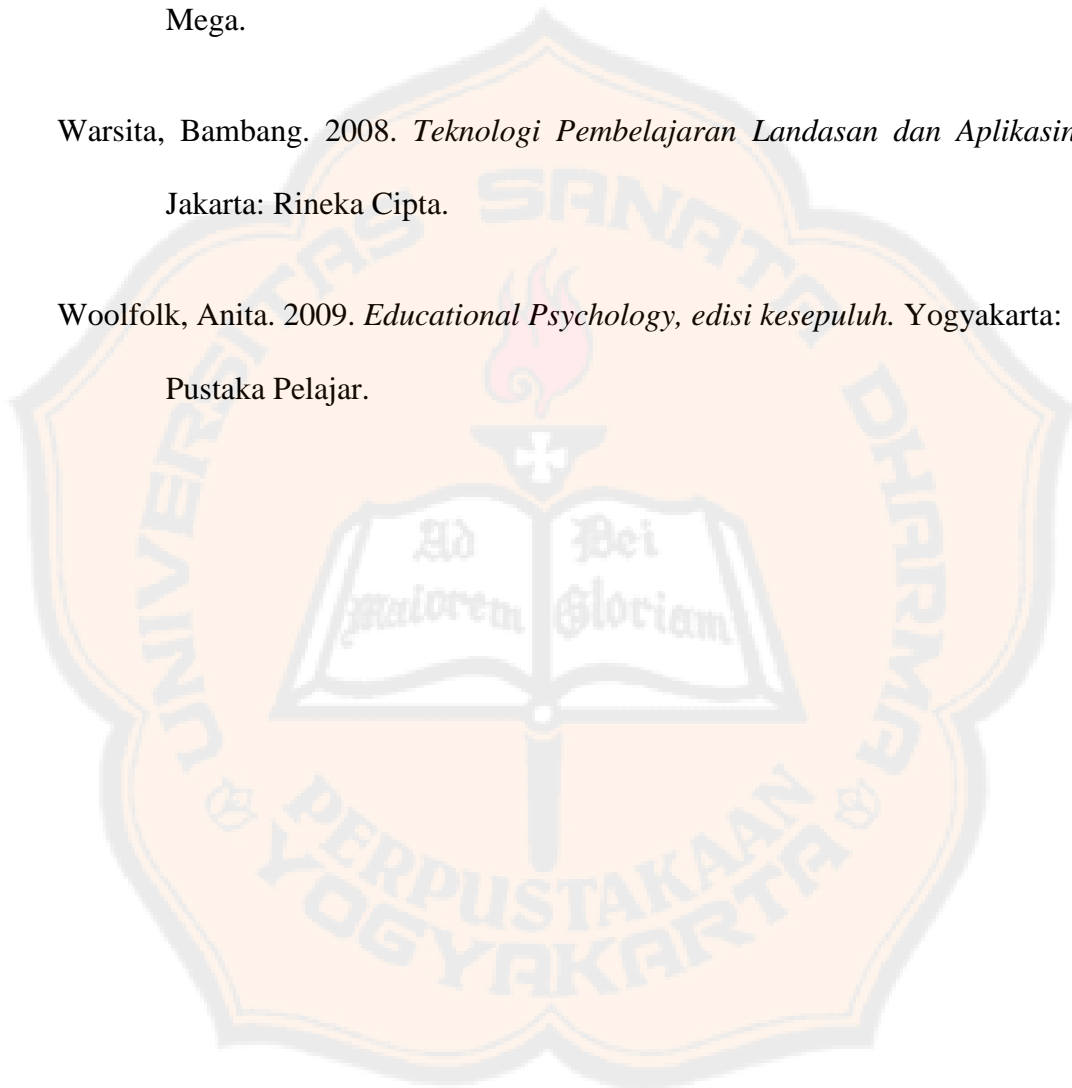 Mega.
Warsita, Bambang. 2008. Teknologi Pembelajaran Landasan dan Aplikasin
Jakarta: Rineka Cipta.
Woolfolk, Anita. 2009. Educational Psychology, edisi kesepuluh. Yogyakarta:
Pustaka Pelajar.
UNIVERSITAS SANATA DHARMA
Ad Dei
Maiorem Gloriam
PERPUSTAKAAN
YOGYAKARTA